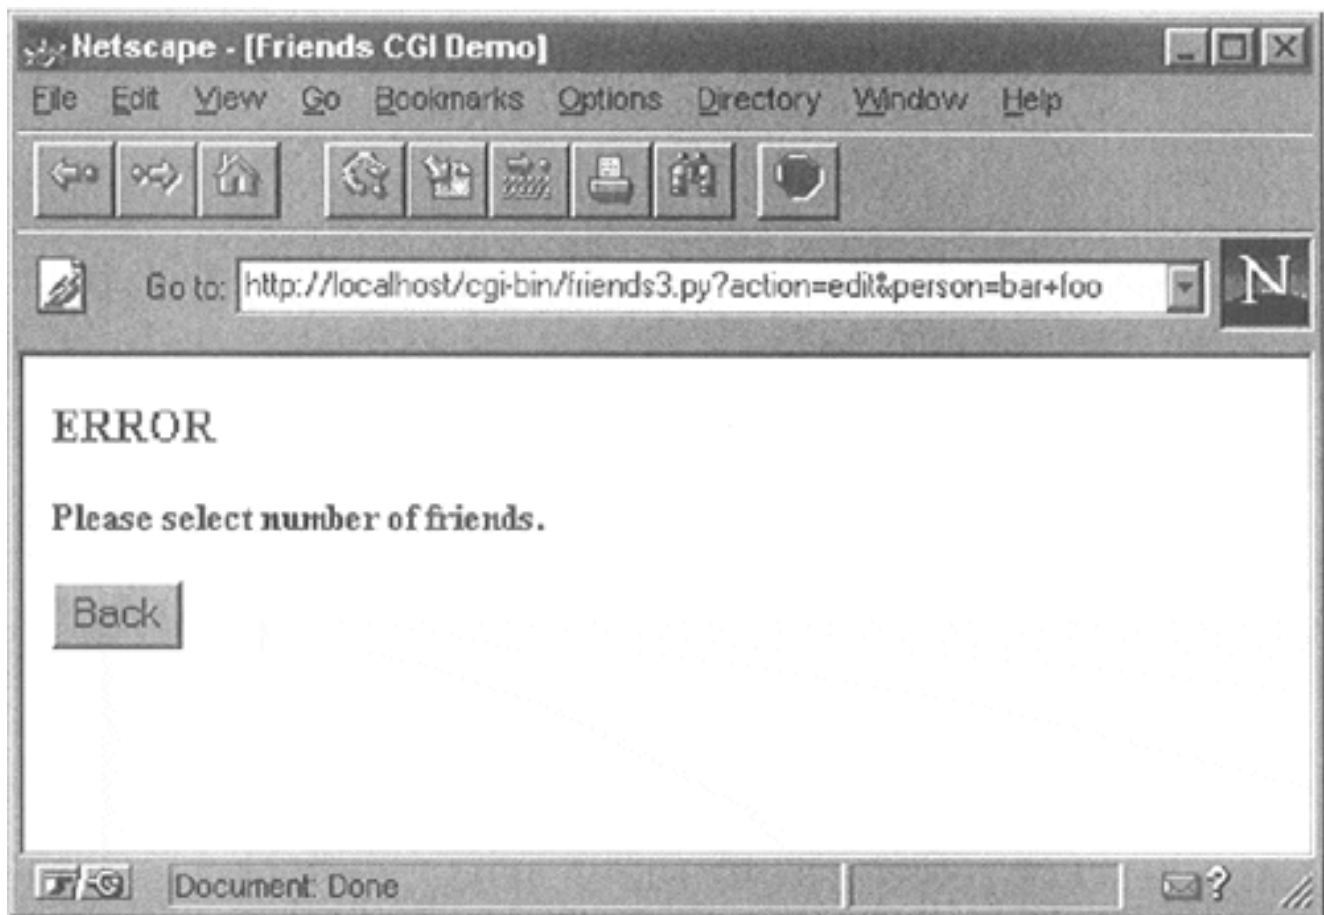 Netscape - [Friends CGI Demo]
File Edit View Go Bookmarks Options Directory Window Help
Go to: http://localhost/cgi-bin/friends3.py?action=edit&person=bar+foo
N
ERROR
Please select number of friends.
Back
Document: Done
?